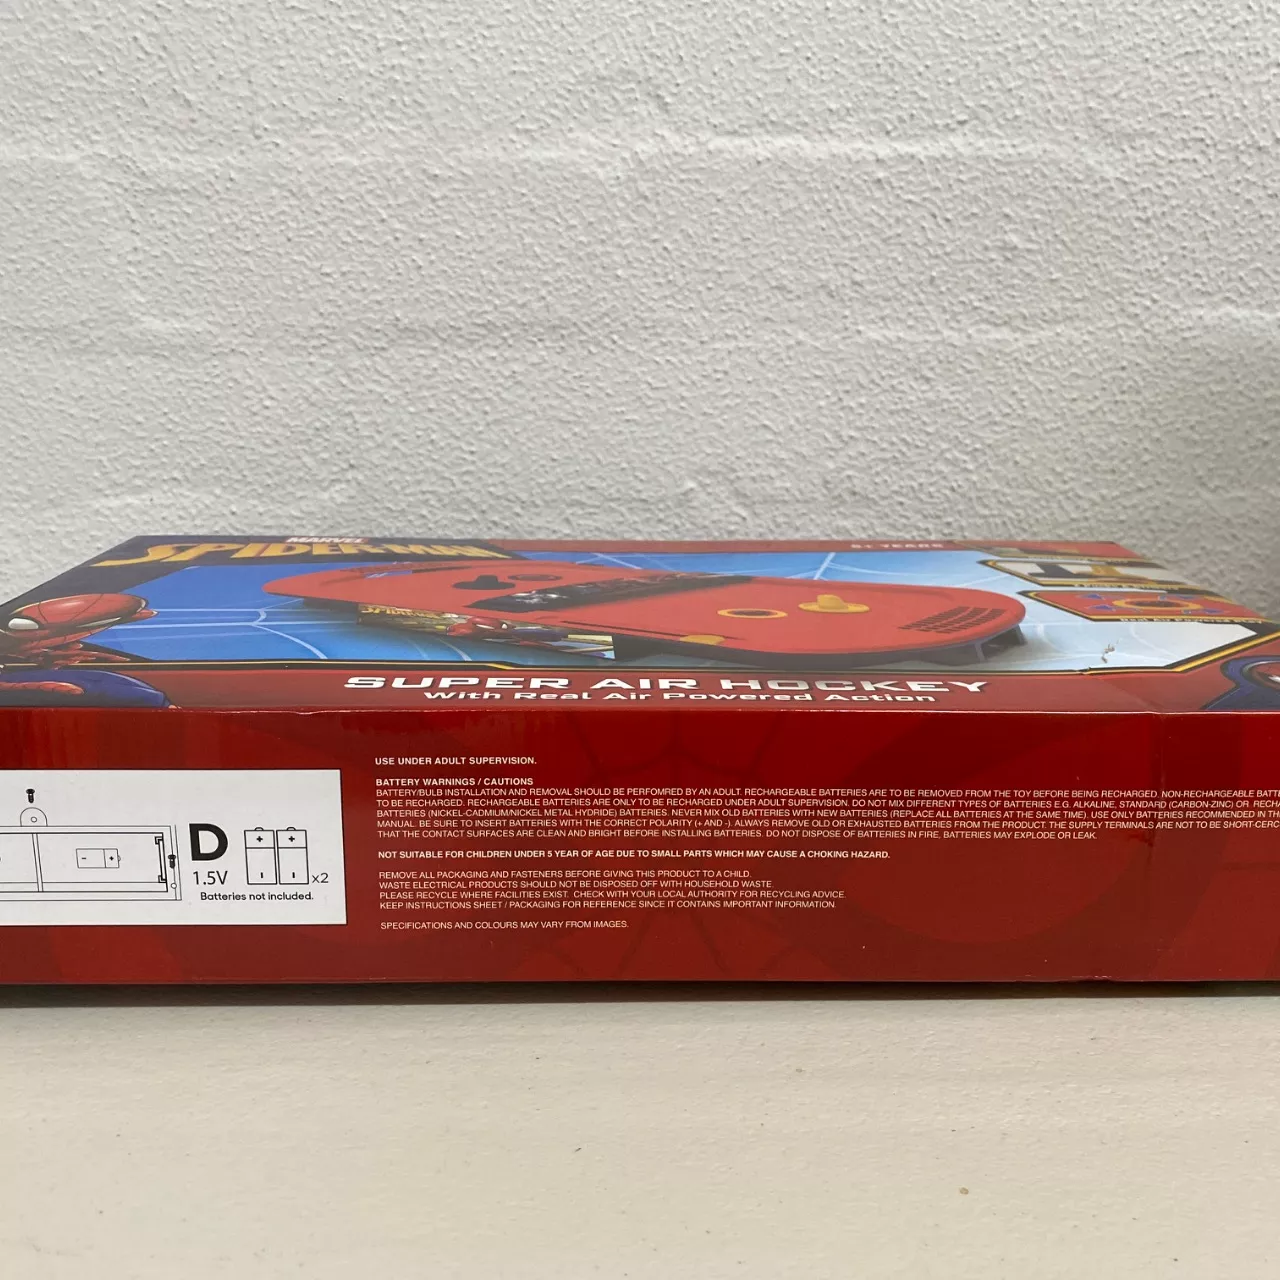 MARVEL
SPIDER-MAN
5+ YEARS
SUPER AIR HOCKEY
With Real Air Powered Action
USE UNDER ADULT SUPERVISION.
BATTERY WARNINGS / CAUTIONS
BATTERY/BULB INSTALLATION AND REMOVAL SHOULD BE PERFOMRED BY AN ADULT. RECHARGEABLE BATTERIES ARE TO BE REMOVED FROM THE TOY BEFORE BEING RECHARGED. NON-RECHARGEABLE BATTE
TO BE RECHARGED. RECHARGEABLE BATTERIES ARE ONLY TO BE RECHARGED UNDER ADULT SUPERVISION. DO NOT MIX DIFFERENT TYPES OF BATTERIES E.G. ALKALINE, STANDARD (CARBON-ZINC) OR RECHA
BATTERIES (NICKEL-CADMIUM/NICKEL METAL HYDRIDE) BATTERIES. NEVER MIX OLD BATTERIES WITH NEW BATTERIES (REPLACE ALL BATTERIES AT THE SAME TIME). USE ONLY BATTERIES RECOMMENDED IN THE
MANUAL. BE SURE TO INSERT BATTERIES WITH THE CORRECT POLARITY (+ AND -). ALWAYS REMOVE OLD OR EXHAUSTED BATTERIES FROM THE PRODUCT. THE SUPPLY TERMINALS ARE NOT TO BE SHORT-CERC
THAT THE CONTACT SURFACES ARE CLEAN AND BRIGHT BEFORE INSTALLING BATTERIES. DO NOT DISPOSE OF BATTERIES IN FIRE, BATTERIES MAY EXPLODE OR LEAK.
NOT SUITABLE FOR CHILDREN UNDER 5 YEAR OF AGE DUE TO SMALL PARTS WHICH MAY CAUSE A CHOKING HAZARD.
REMOVE ALL PACKAGING AND FASTENERS BEFORE GIVING THIS PRODUCT TO A CHILD.
WASTE ELECTRICAL PRODUCTS SHOULD NOT BE DISPOSED OFF WITH HOUSEHOLD WASTE.
PLEASE RECYCLE WHERE FACILITIES EXIST. CHECK WITH YOUR LOCAL AUTHORITY FOR RECYCLING ADVICE.
KEEP INSTRUCTIONS SHEET / PACKAGING FOR REFERENCE SINCE IT CONTAINS IMPORTANT INFORMATION.
SPECIFICATIONS AND COLOURS MAY VARY FROM IMAGES.
D
1.5V
x2
Batteries not included.